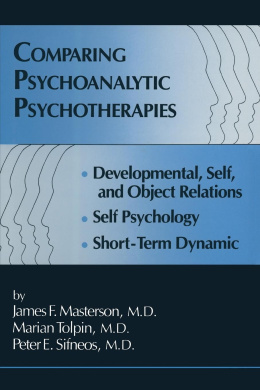 COMPARING
PSYCHOANALYTIC
PSYCHOTHERAPIES
• Developmental, Self,
and Object Relations
• Self Psychology
• Short-Term Dynamic
by
James F. Masterson, M.D.
Marian Tolpin, M.D.
Peter E. Sifneos, M.D.